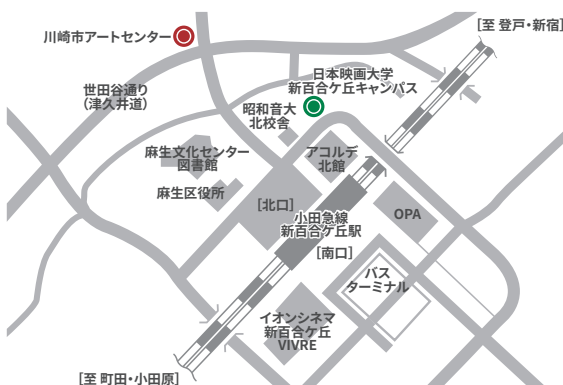 川崎市アートセンター
[至 登戸・新宿]
世田谷通り
（津久井道）
日本映画大学
新百合ケ丘キャンパス
昭和音大
北校舎
麻生文化センター
図書館
アコルデ
北館
麻生区役所
[北口]
小田急線
新百合ケ丘駅
OPA
[南口]
バス
ターミナル
イオンシネマ
新百合ケ丘
VIVRE
[至 町田・小田原]